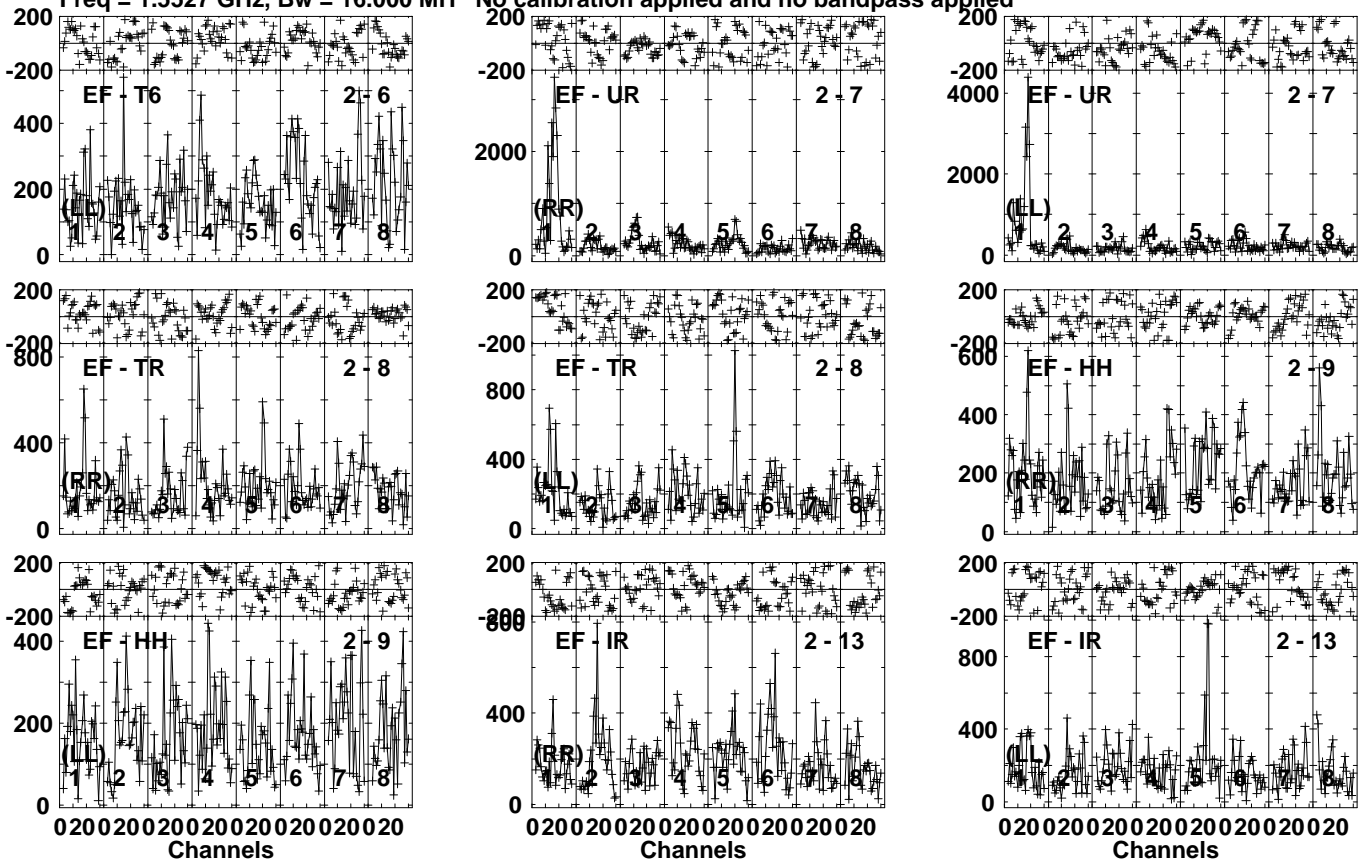 Freq = 1.5527 GHz, Bw = 16.000 MH No calibration applied and no bandpass applied
200 200 200
-200 -200 -200
EF - T6 2 - 6 EF - UR 2 - 7 EF - UR 2 - 7
400 2000 4000
200 2000
(LL) (RR) (LL)
1 2 3 4 5 6 7 8 1 2 3 4 5 6 7 8 1 2 3 4 5 6 7 8
0 0 0
200 200 200
-200 -200 -200
800 600
EF - TR 2 - 8 EF - TR 2 - 8 EF - HH 2 - 9
800
400 400 400
200
(RR) (LL) (RR)
1 2 3 4 5 6 7 8 1 2 3 4 5 6 7 8 1 2 3 4 5 6 7 8
0 0 0
200 200 200
-200 -200 -200
800
EF - HH 2 - 9 EF - IR 2 - 13 EF - IR 2 - 13
400 800
200 400 400
(LL) (RR) (LL)
1 2 3 4 5 6 7 8 1 2 3 4 5 6 7 8 1 2 3 4 5 6 7 8
0 0 0
0 20 0 20 0 20 0 20 0 20 0 20 0 20 0 20 0 20 0 20 0 20 0 20 0 20 0 20 0 20 0 20 0 20 0 20 0 20 0 20 0 20 0 20 0 20 0 20
Channels Channels Channels